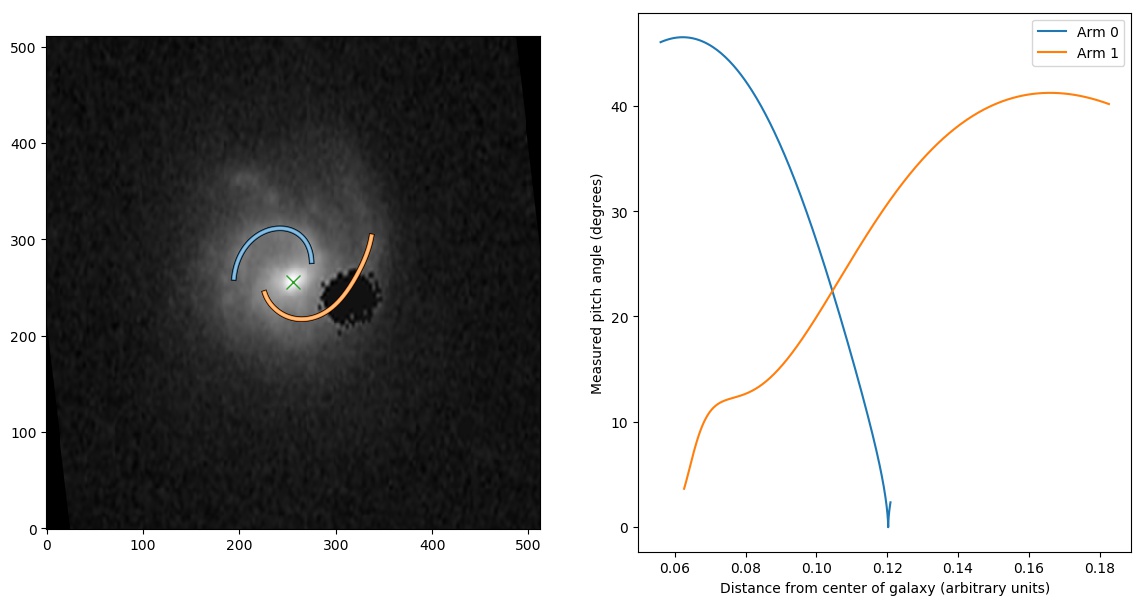 500
400
300
200
100
0
0 100 200 300 400 500
Measured pitch angle (degrees)
40
30
20
10
0
Arm 0
Arm 1
0.06 0.08 0.10 0.12 0.14 0.16 0.18
Distance from center of galaxy (arbitrary units)